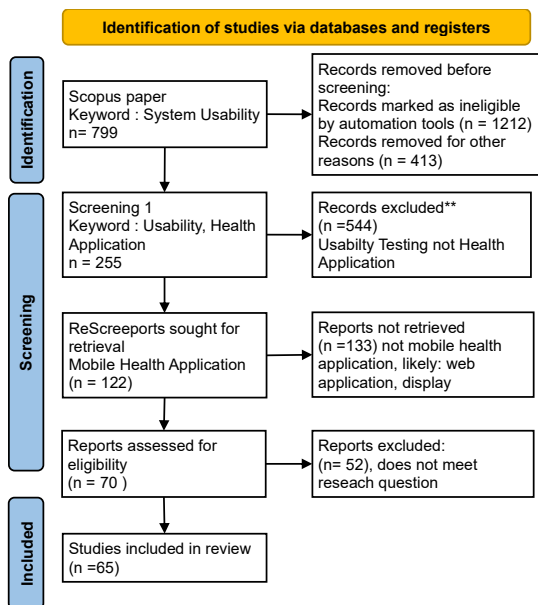 Identification of studies via databases and registers
Identification
Scopus paper
Keyword : System Usability
n= 799
Records removed before
screening:
Records marked as ineligible
by automation tools (n = 1212)
Records removed for other
reasons (n = 413)
Screening
Screening 1
Keyword : Usability, Health
Application
n = 255
Records excluded**
(n =544)
Usabilty Testing not Health
Application
ReScreeports sought for
retrieval
Mobile Health Application
(n = 122)
Reports not retrieved
(n =133) not mobile health
application, likely: web
application, display
Reports assessed for
eligibility
(n = 70 )
Reports excluded:
(n= 52), does not meet
reseach question
Included
Studies included in review
(n =65)